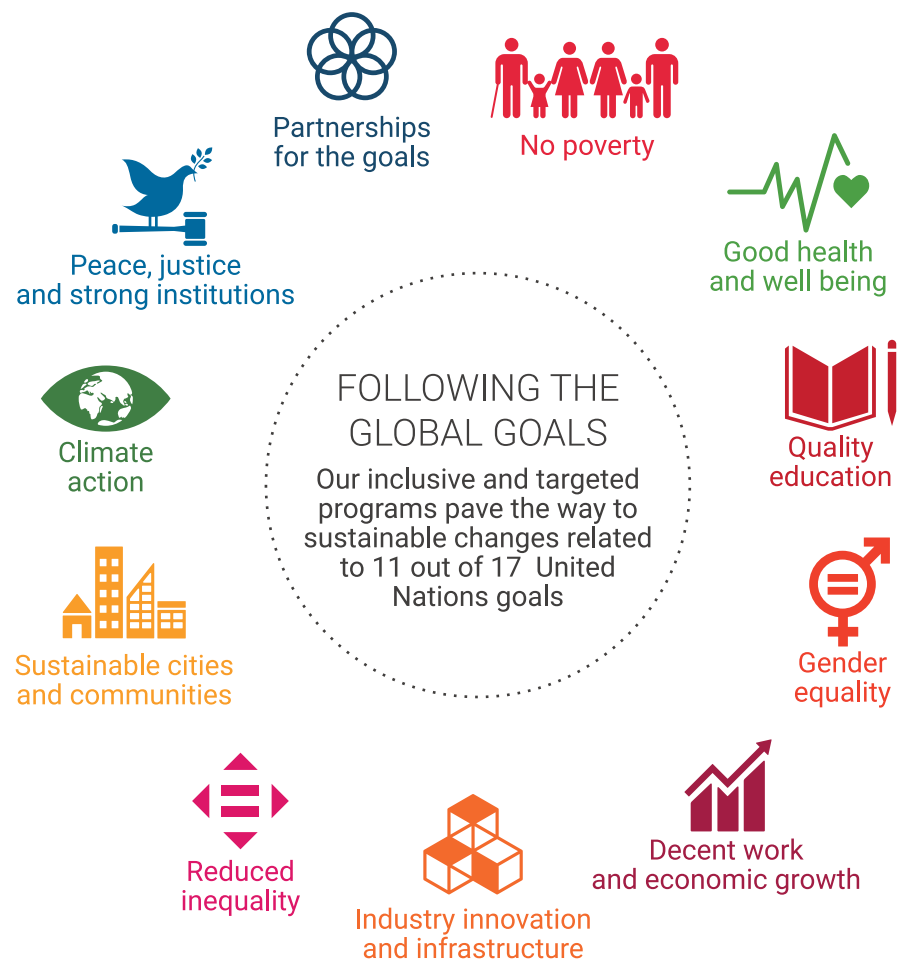 Partnerships
for the goals
No poverty
Good health
and well being
Quality
education
Gender
equality
Decent work
and economic growth
Industry innovation
and infrastructure
Reduced
inequality
Sustainable cities
and communities
Climate
action
Peace, justice
and strong institutions
FOLLOWING THE
GLOBAL GOALS
Our inclusive and targeted
programs pave the way to
sustainable changes related
to 11 out of 17 United
Nations goals